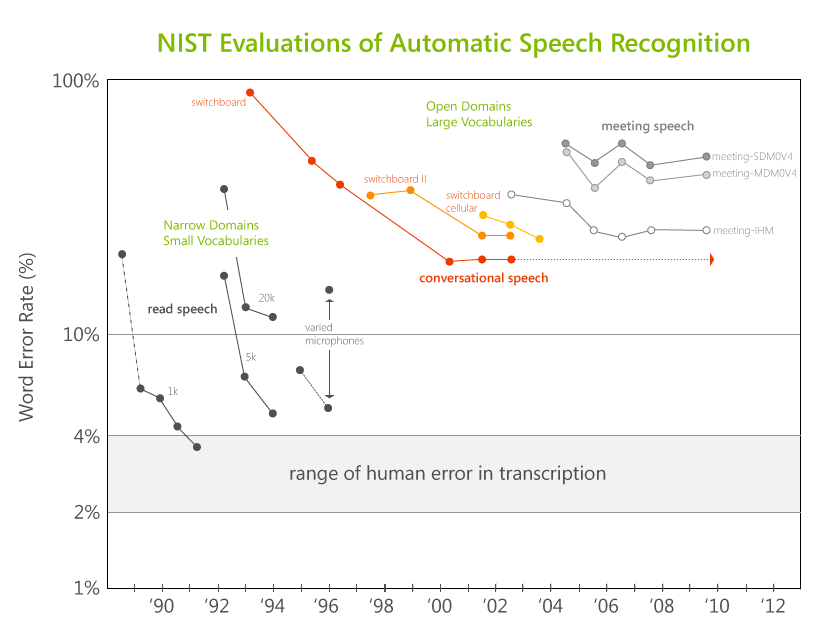 NIST Evaluations of Automatic Speech Recognition
100%
switchboard
Open Domains
Large Vocabularies
meeting speech
meeting-SDM0V4
meeting-MDM0V4
switchboard II
switchboard
cellular
Narrow Domains
Small Vocabularies
meeting-IHM
conversational speech
read speech
20k
varied
microphones
10%
5k
1k
Word Error Rate (%)
4%
range of human error in transcription
2%
1%
‘90 ‘92 ‘94 ‘96 ‘98 ‘00 ‘02 ‘04 ‘06 ‘08 ‘10 ‘12